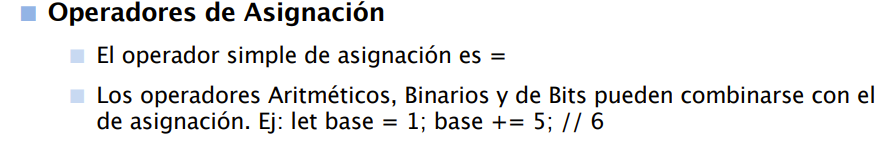 Operadores de Asignación
El operador simple de asignación es =
Los operadores Aritméticos, Binarios y de Bits pueden combinarse con el
de asignación. Ej: let base = 1; base += 5; // 6